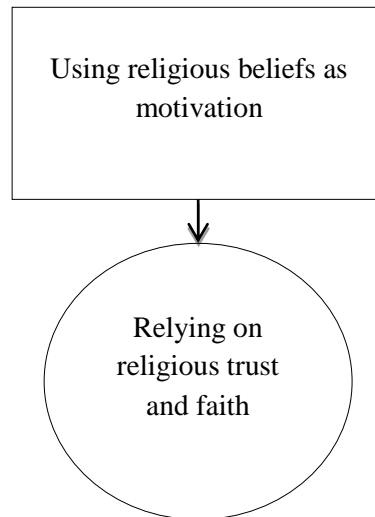 Using religious beliefs as
motivation
Relying on
religious trust
and faith